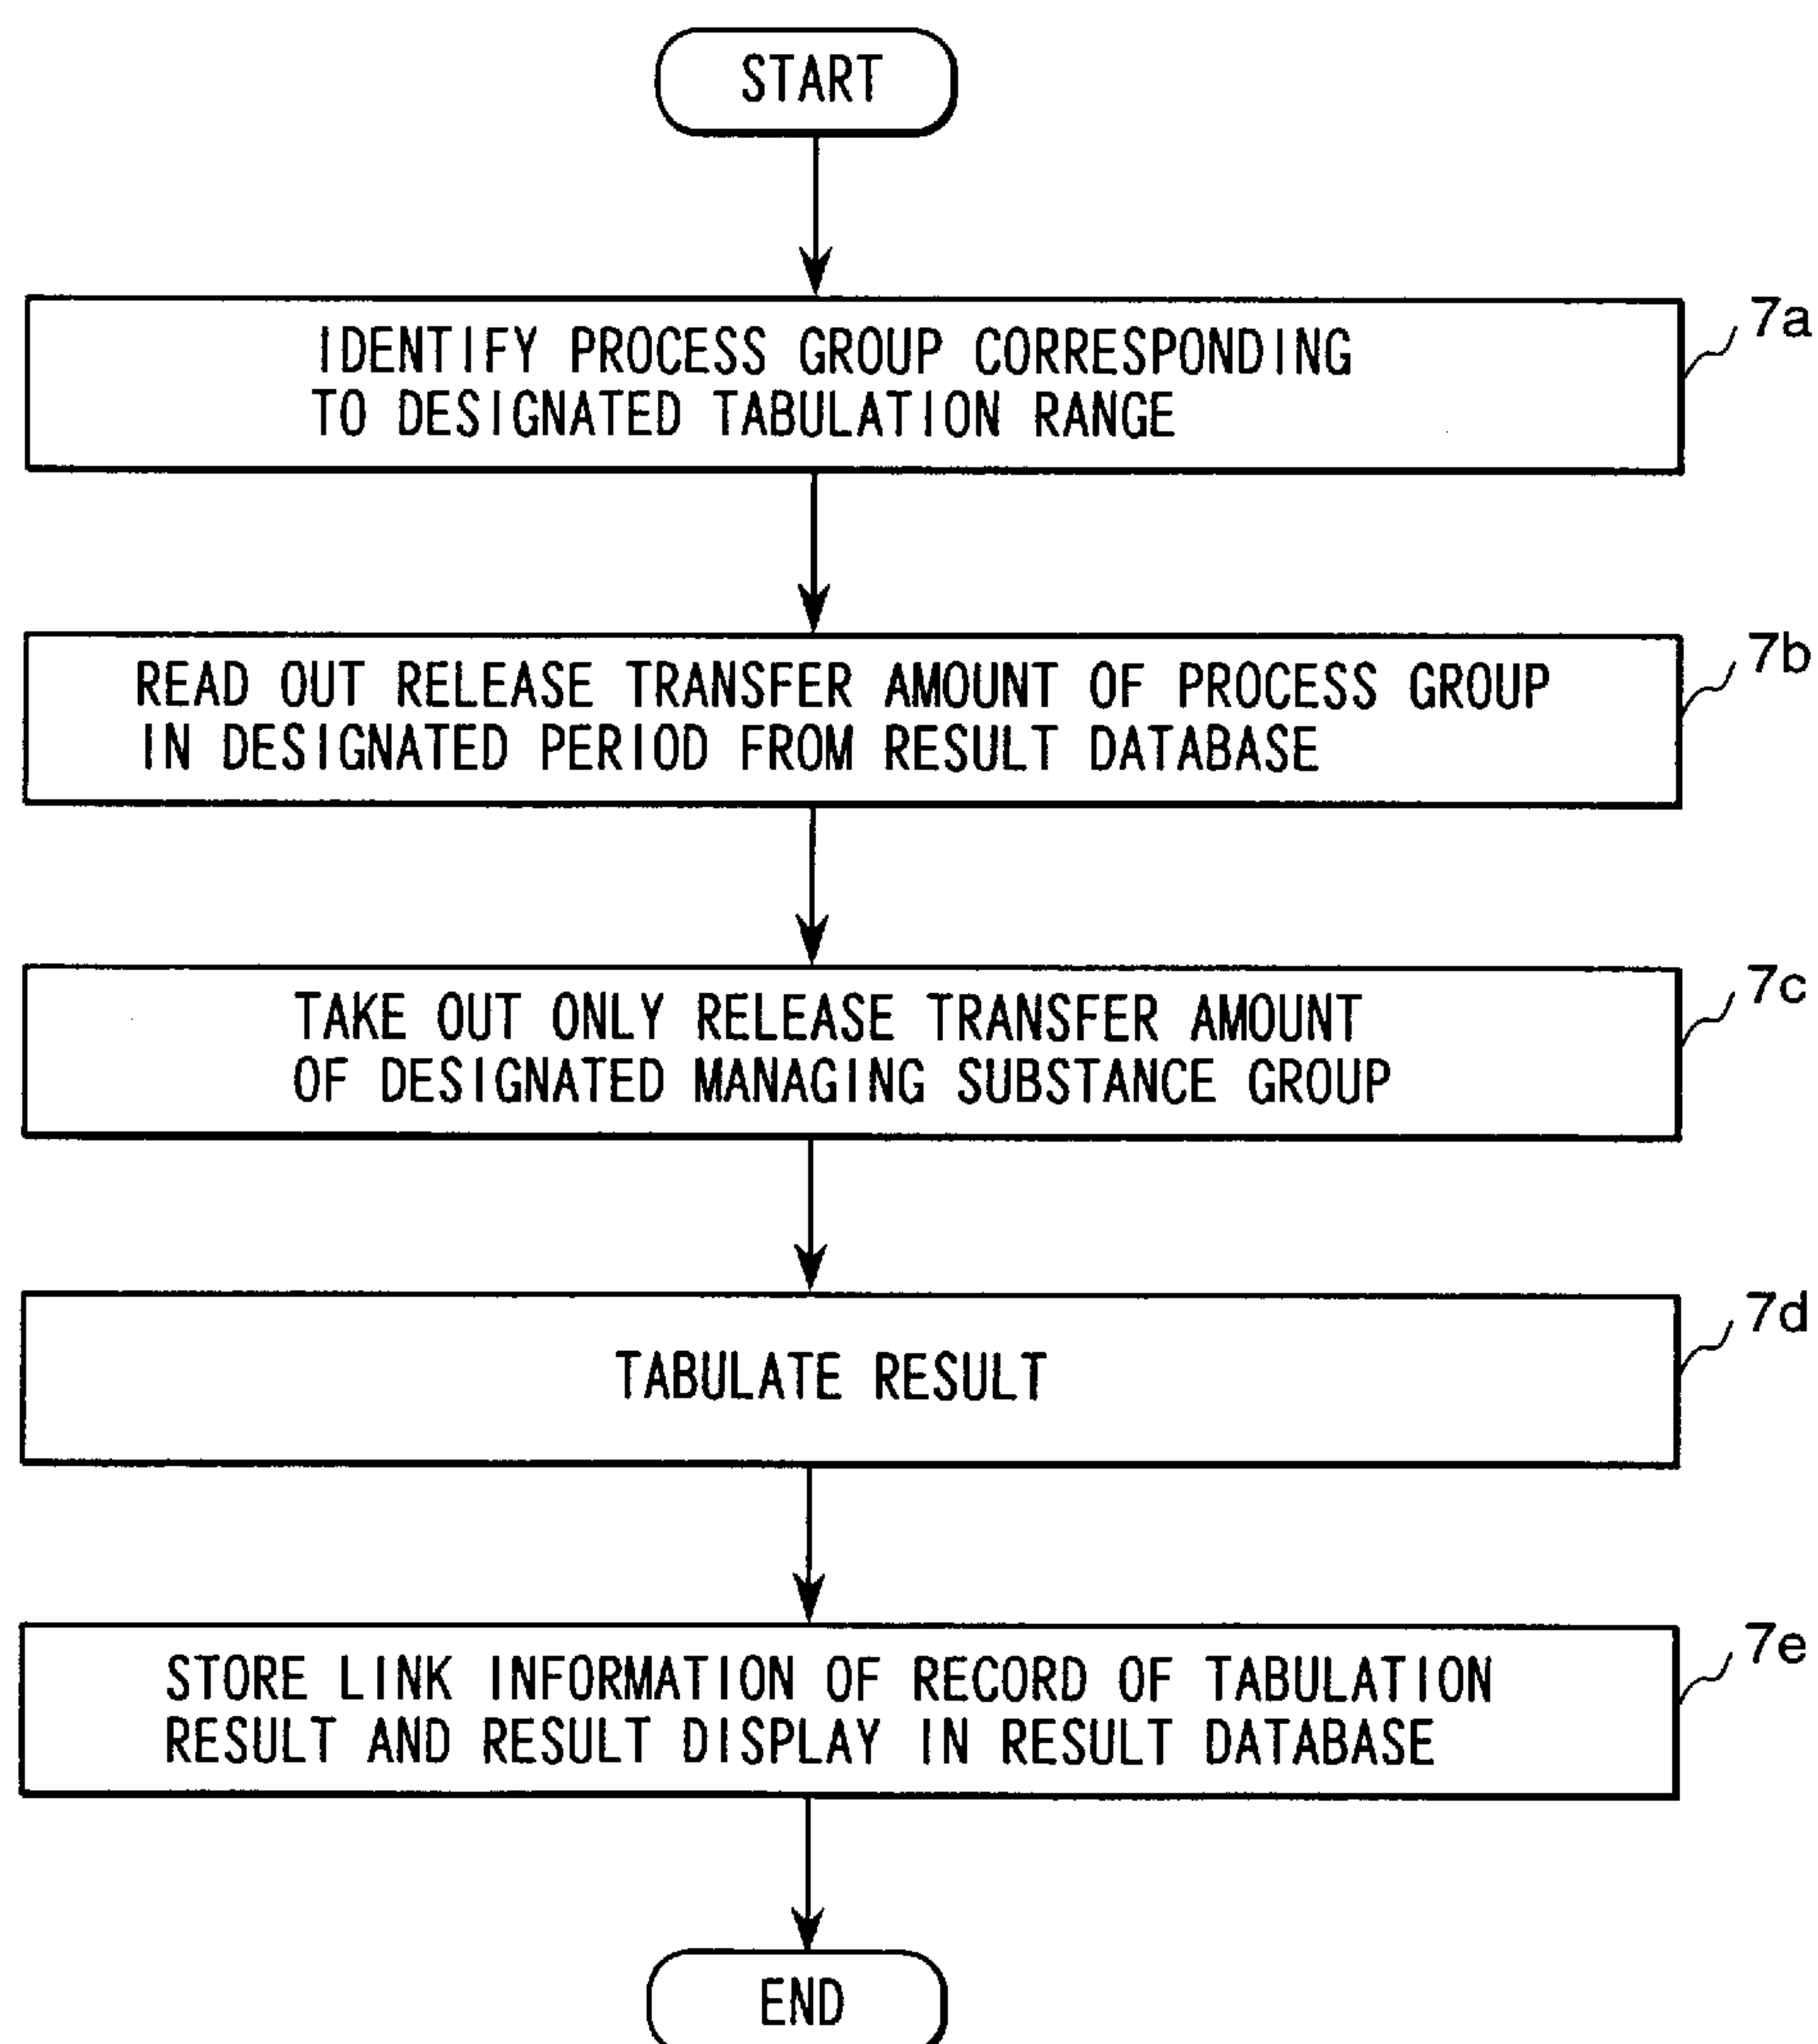 START
IDENTIFY PROCESS GROUP CORRESPONDING
TO DESIGNATED TABULATION RANGE
7a
READ OUT RELEASE TRANSFER AMOUNT OF PROCESS GROUP
IN DESIGNATED PERIOD FROM RESULT DATABASE
7b
TAKE OUT ONLY RELEASE TRANSFER AMOUNT
OF DESIGNATED MANAGING SUBSTANCE GROUP
7c
TABULATE RESULT
7d
STORE LINK INFORMATION OF RECORD OF TABULATION
RESULT AND RESULT DISPLAY IN RESULT DATABASE
7e
END